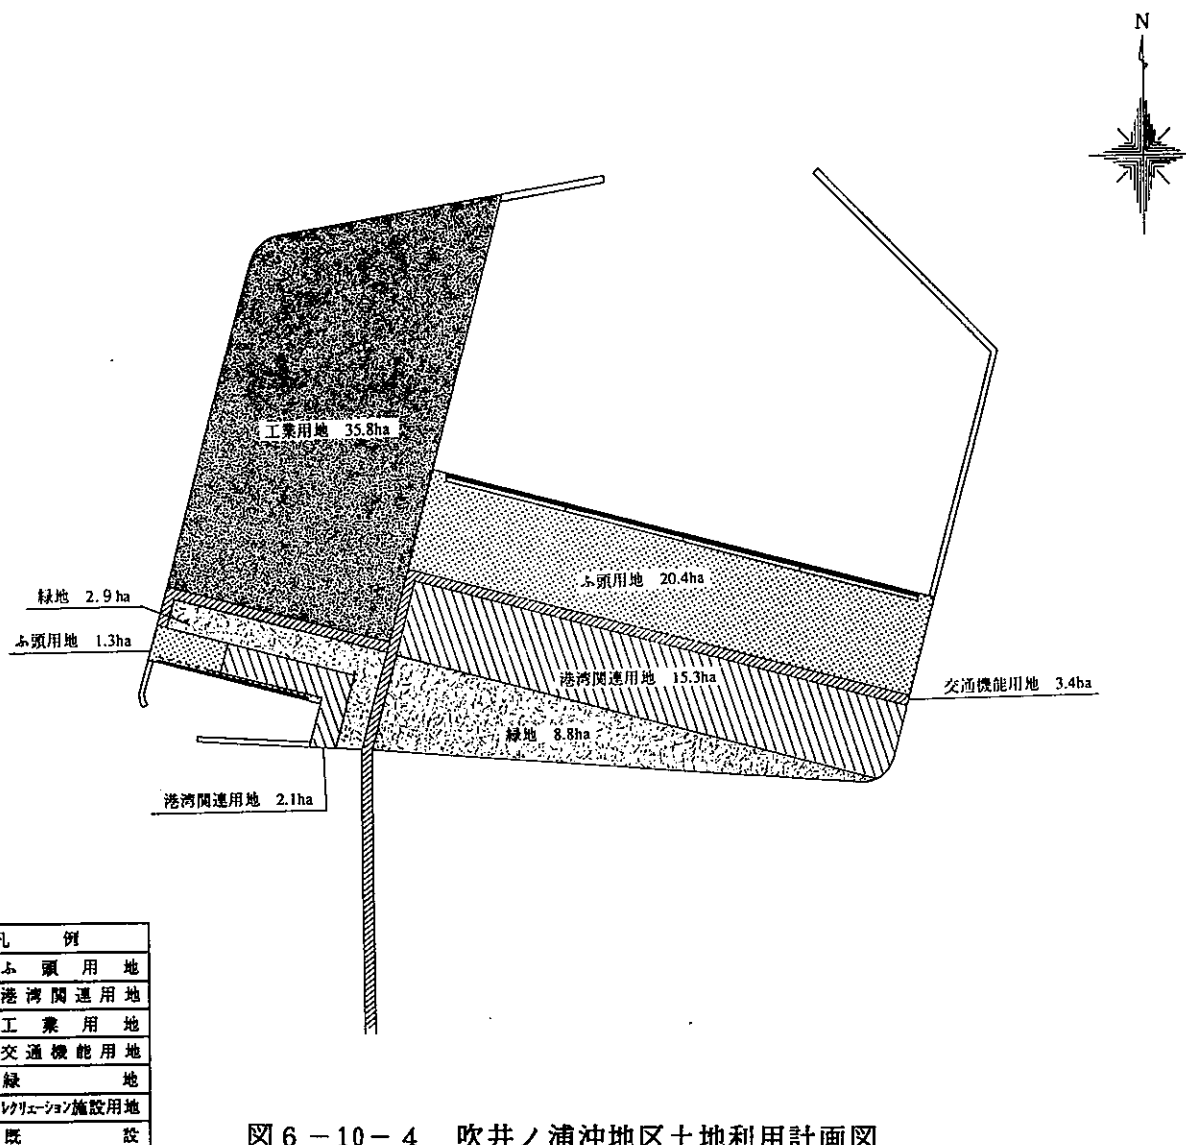 N
工業用地 35.8ha
ふ頭用地 20.4ha
緑地 2.9ha
ふ頭用地 1.3ha
港湾関連用地 15.3ha
交通機能用地 3.4ha
緑地 8.8ha
港湾関連用地 2.1ha
凡例
ふ頭用地
港湾関連用地
工業用地
交通機能用地
緑地
レクリエーション施設用地
既設
図6-10-4 吹井ノ浦沖地区土地利用計画図